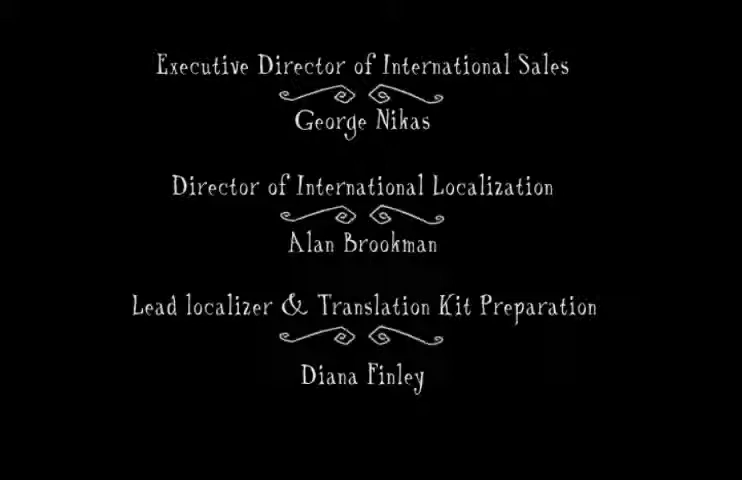 Executive Director of International Sales
George Nikas
Director of International Localization
Alan Brookman
Lead localizer & Translation Kit Preparation
Diana Finley